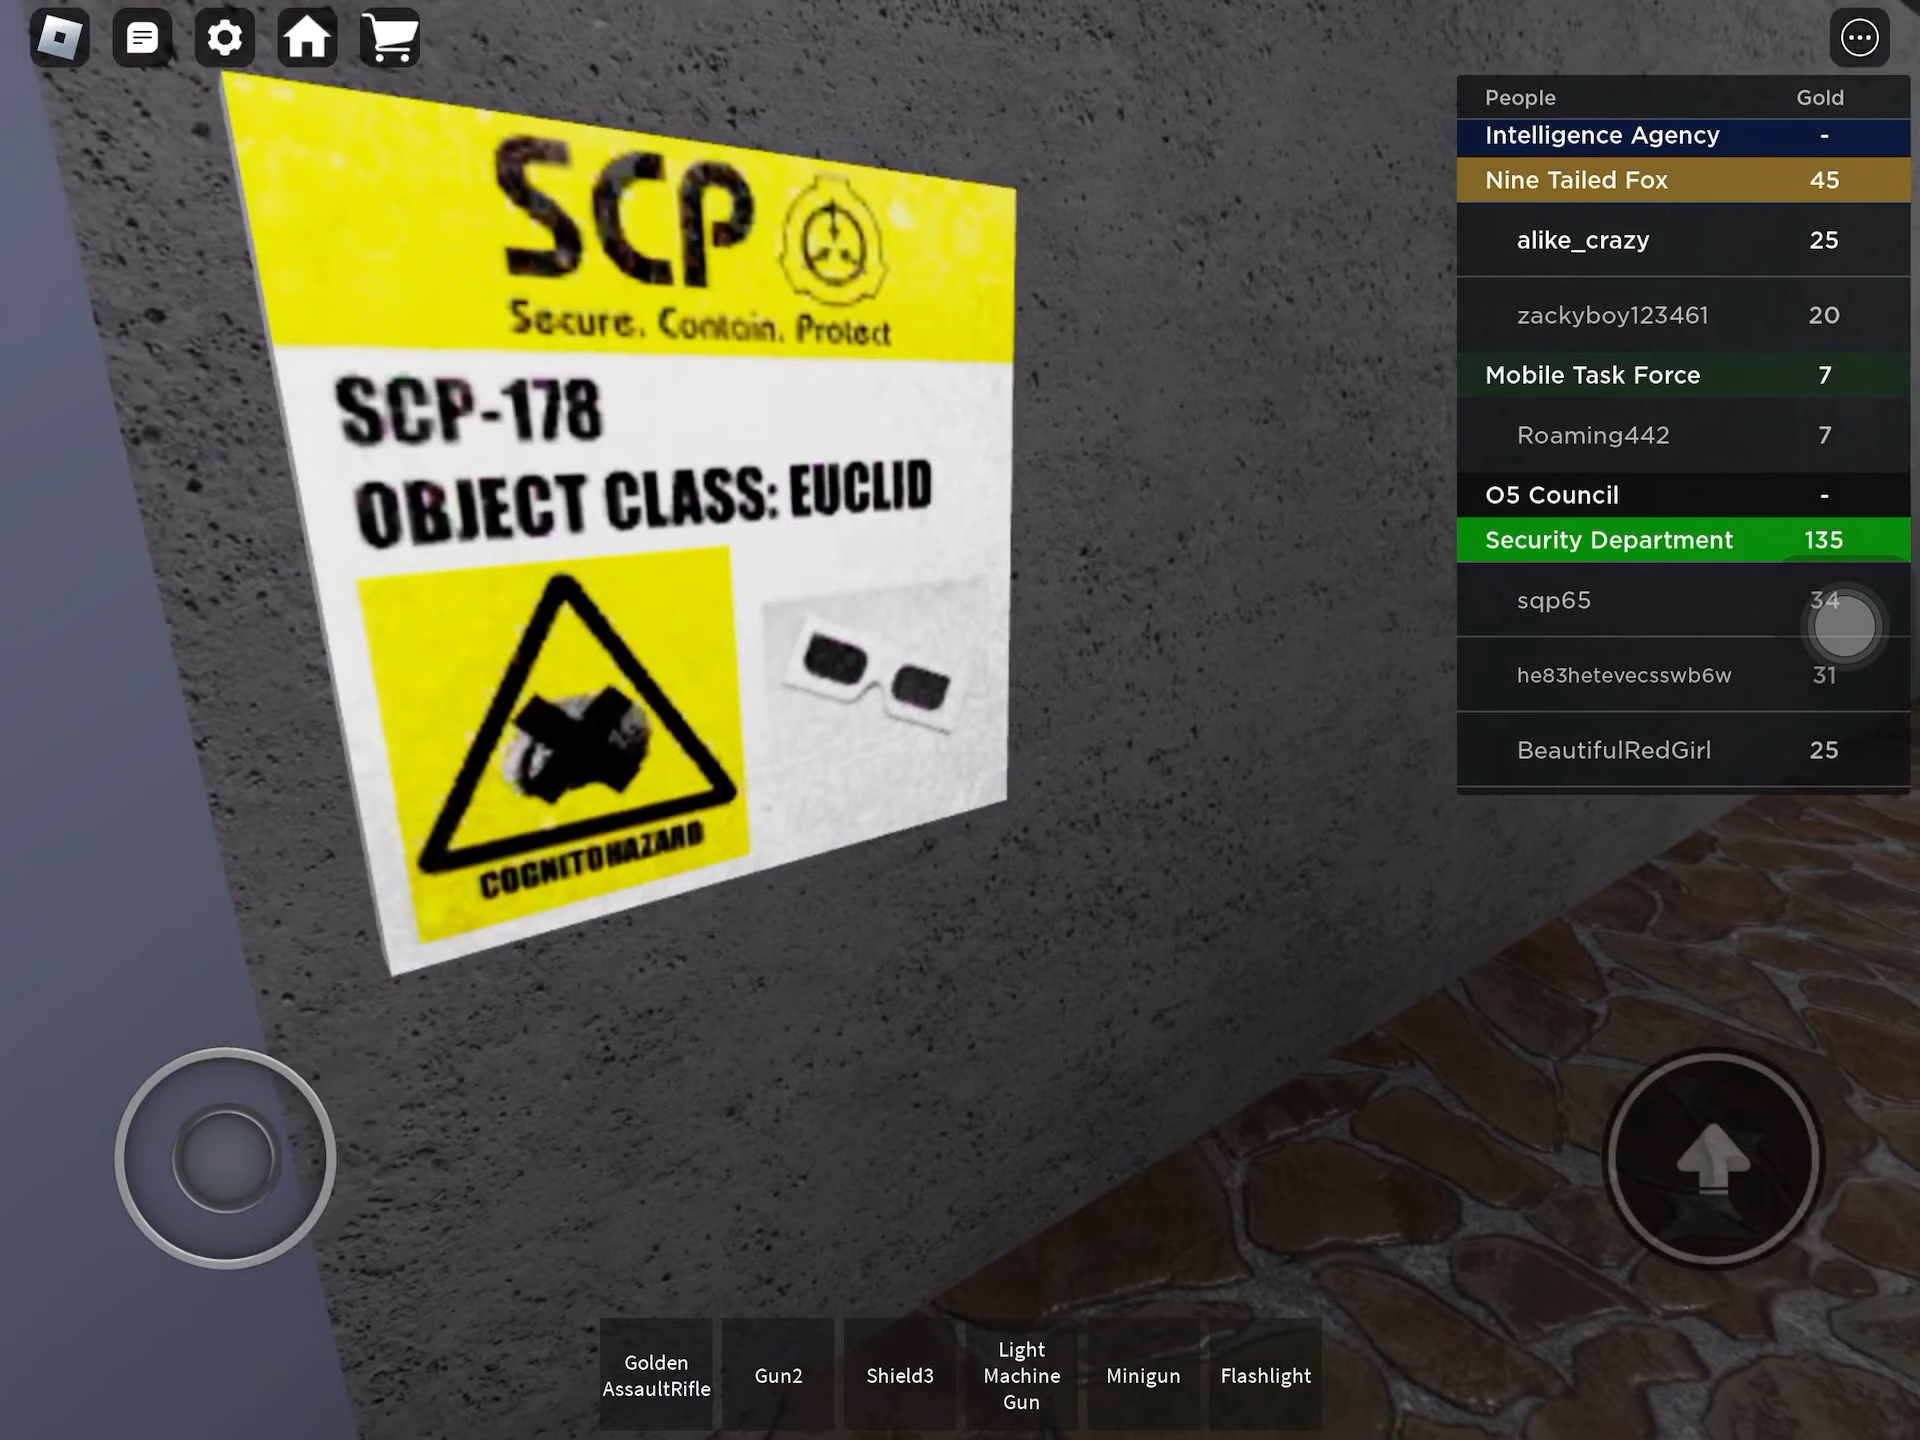 People Gold
Intelligence Agency -
Nine Tailed Fox 45
alike_crazy 25
zackyboy123461 20
Mobile Task Force 7
Roaming442 7
O5 Council -
Security Department 135
sqp65 34
he83hetevecsswb6w 31
BeautifulRedGirl 25
SCP
Secure. Contain. Protect
SCP-178
OBJECT CLASS: EUCLID
COGNITOHAZARD
Golden
AssaultRifle
Gun2
Shield3
Light
Machine
Gun
Minigun
Flashlight